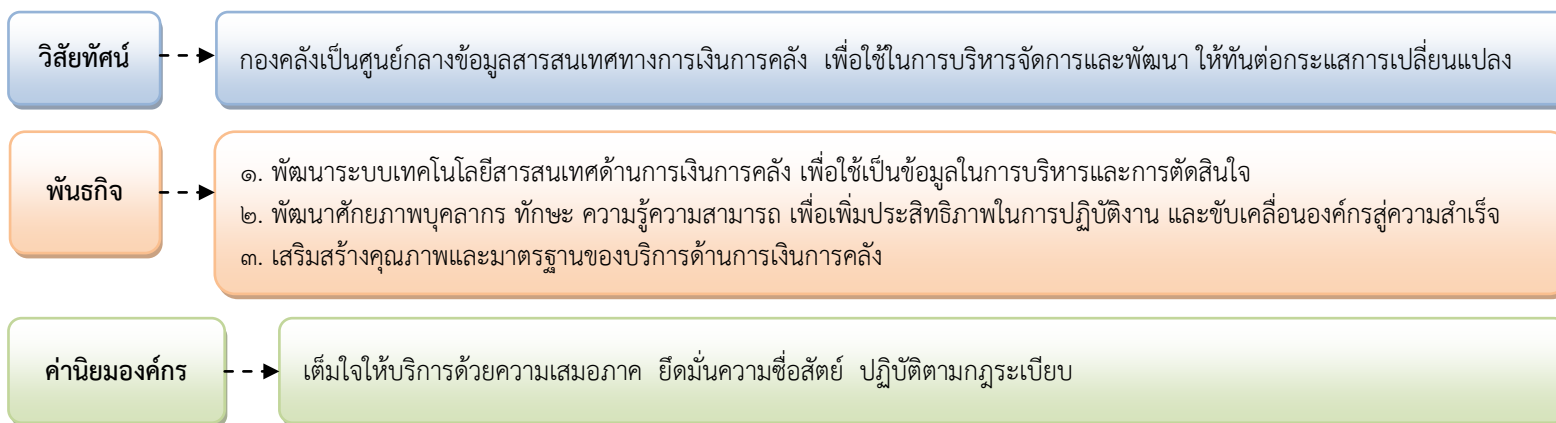 วิสัยทัศน์
กองคลังเป็นศูนย์กลางข้อมูลสารสนเทศทางการเงินการคลัง เพื่อใช้ในการบริหารจัดการและพัฒนา ให้ทันต่อกระแสการเปลี่ยนแปลง
พันธกิจ
๑. พัฒนาระบบเทคโนโลยีสารสนเทศด้านการเงินการคลัง เพื่อใช้เป็นข้อมูลในการบริหารและการตัดสินใจ
๒. พัฒนาศักยภาพบุคลากร ทักษะ ความรู้ความสามารถ เพื่อเพิ่มประสิทธิภาพในการปฏิบัติงาน และขับเคลื่อนองค์กรสู่ความสำเร็จ
๓. เสริมสร้างคุณภาพและมาตรฐานของบริการด้านการเงินการคลัง
ค่านิยมองค์กร
เต็มใจให้บริการด้วยความเสมอภาค ยึดมั่นความซื่อสัตย์ ปฏิบัติตามกฎระเบียบ